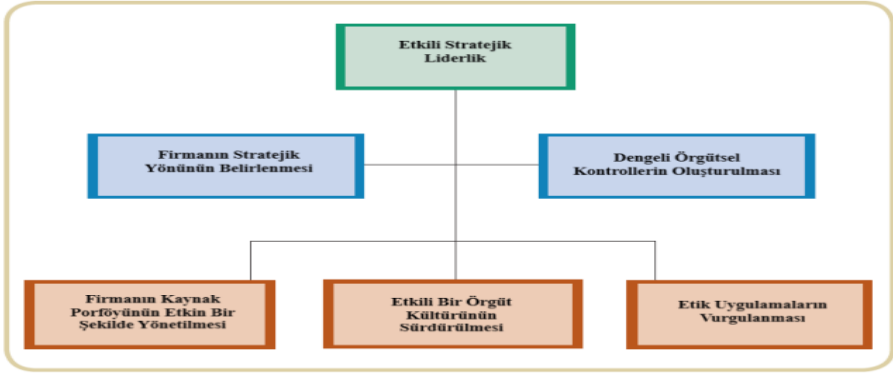 Etkili Stratejik
Liderlik
Firmanın Stratejik
Yönünün Belirlenmesi
Dengeli Örgütsel
Kontrollerin Oluşturulması
Firmanın Kaynak
Porföyünün Etkin Bir
Şekilde Yönetilmesi
Etkili Bir Örgüt
Kültürünün
Sürdürülmesi
Etik Uygulamaların
Vurgulanması